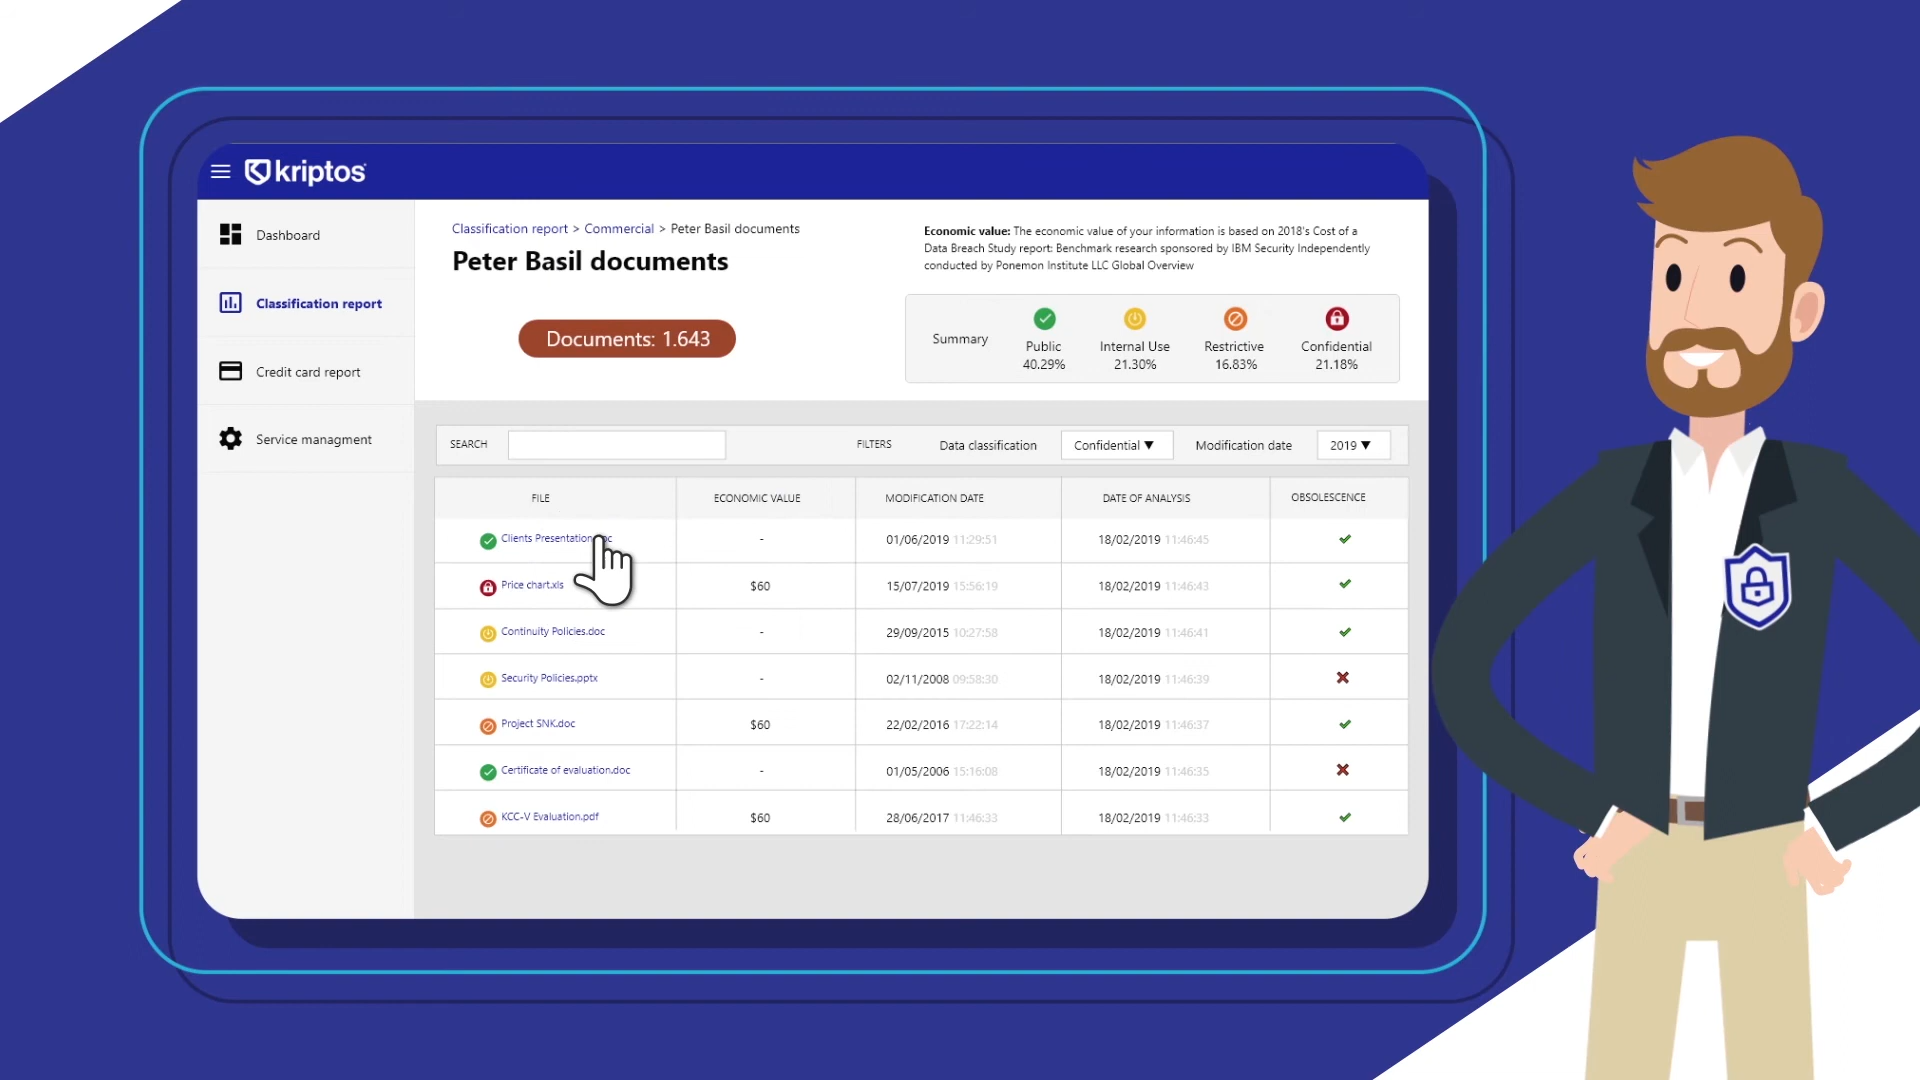 kriptos
Dashboard
Classification report
Credit card report
Service managment
Classification report > Commercial > Peter Basil documents
Peter Basil documents
Documents: 1.643
Economic value: The economic value of your information is based on 2018's Cost of a
Data Breach Study report: Benchmark research sponsored by IBM Security Independently
conducted by Ponemon Institute LLC Global Overview
Summary
Public
40.29%
Internal Use
21.30%
Restrictive
16.83%
Confidential
21.18%
SEARCH FILTERS Data classification Confidential ▼ Modification date 2019 ▼
FILE ECONOMIC VALUE MODIFICATION DATE DATE OF ANALYSIS OBSOLESCENCE
Clients Presentation - 01/06/2019 11:29:51 18/02/2019 11:46:45
Price chart.xls $60 15/07/2019 15:56:19 18/02/2019 11:46:43
Continuity Policies.doc - 29/09/2015 10:27:58 18/02/2019 11:46:41
Security Policies.pptx - 02/11/2008 09:58:30 18/02/2019 11:46:39
Project SNK.doc $60 22/02/2016 17:22:14 18/02/2019 11:46:37
Certificate of evaluation.doc - 01/05/2006 15:16:08 18/02/2019 11:46:35
KCC-V Evaluation.pdf $60 28/06/2017 11:46:33 18/02/2019 11:46:33